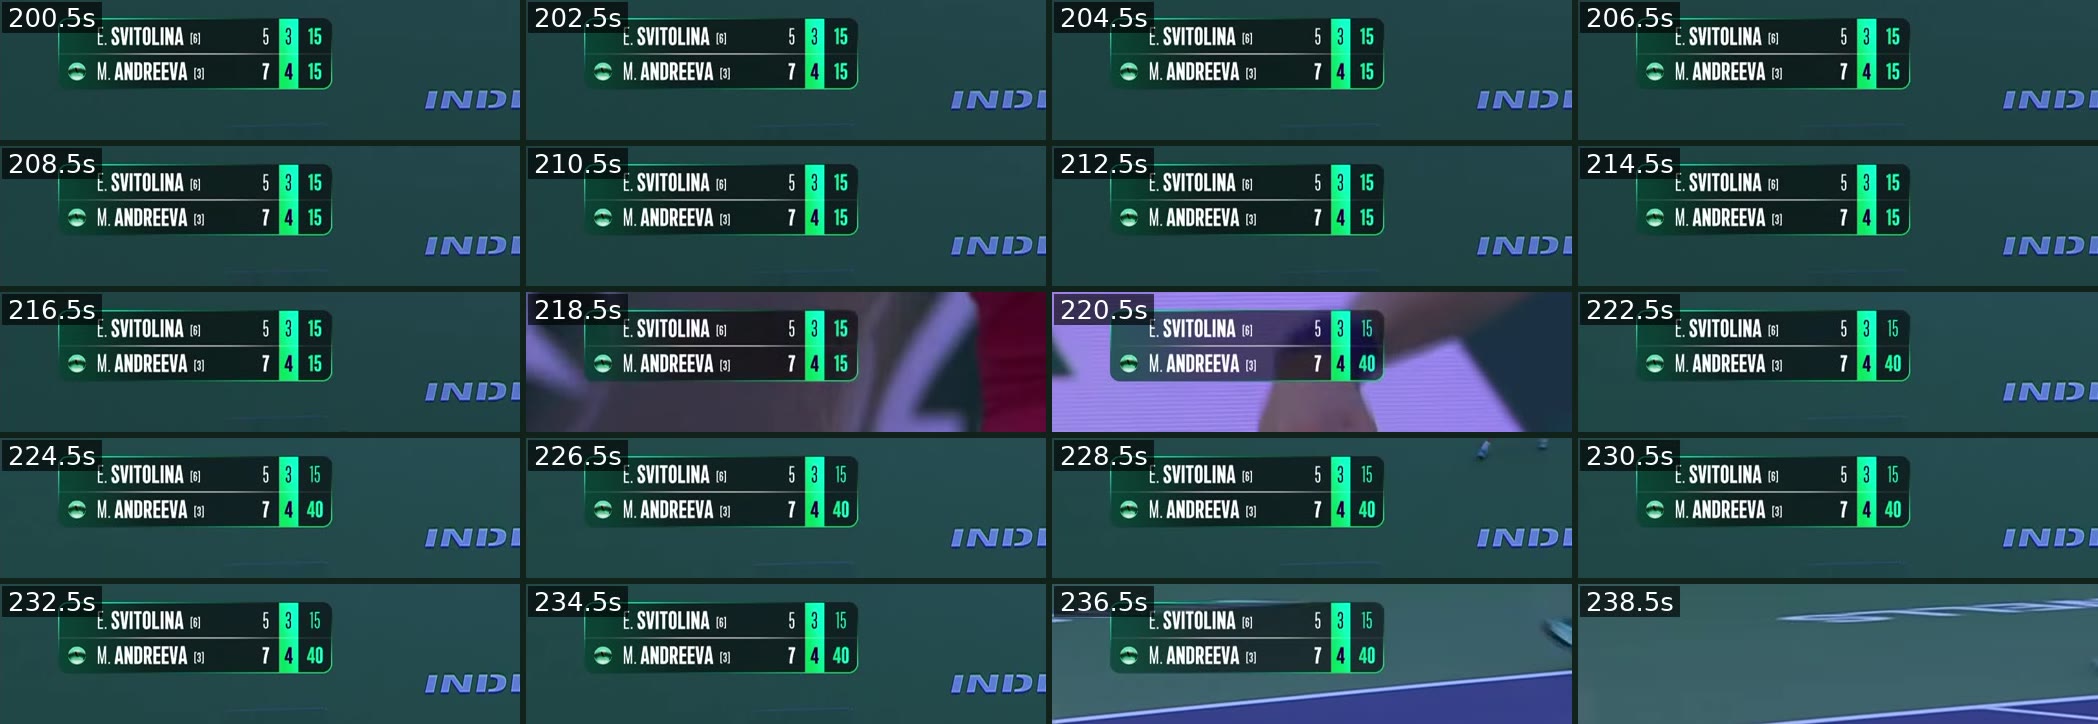 200.5s 202.5s 204.5s 206.5s
E. SVITOLINA [6] 5 3 15 E. SVITOLINA [6] 5 3 15 E. SVITOLINA [6] 5 3 15 E. SVITOLINA [6] 5 3 15
M. ANDREEVA [3] 7 4 15 M. ANDREEVA [3] 7 4 15 M. ANDREEVA [3] 7 4 15 M. ANDREEVA [3] 7 4 15
INDI INDI INDI INDI
208.5s 210.5s 212.5s 214.5s
E. SVITOLINA [6] 5 3 15 E. SVITOLINA [6] 5 3 15 E. SVITOLINA [6] 5 3 15 E. SVITOLINA [6] 5 3 15
M. ANDREEVA [3] 7 4 15 M. ANDREEVA [3] 7 4 15 M. ANDREEVA [3] 7 4 15 M. ANDREEVA [3] 7 4 15
INDI INDI INDI INDI
216.5s 218.5s 220.5s 222.5s
E. SVITOLINA [6] 5 3 15 E. SVITOLINA [6] 5 3 15 E. SVITOLINA [6] 5 3 15 E. SVITOLINA [6] 5 3 15
M. ANDREEVA [3] 7 4 15 M. ANDREEVA [3] 7 4 15 M. ANDREEVA [3] 7 4 40 M. ANDREEVA [3] 7 4 40
INDI INDI
224.5s 226.5s 228.5s 230.5s
E. SVITOLINA [6] 5 3 15 E. SVITOLINA [6] 5 3 15 E. SVITOLINA [6] 5 3 15 E. SVITOLINA [6] 5 3 15
M. ANDREEVA [3] 7 4 40 M. ANDREEVA [3] 7 4 40 M. ANDREEVA [3] 7 4 40 M. ANDREEVA [3] 7 4 40
INDI INDI INDI INDI
232.5s 234.5s 236.5s 238.5s
E. SVITOLINA [6] 5 3 15 E. SVITOLINA [6] 5 3 15 E. SVITOLINA [6] 5 3 15
M. ANDREEVA [3] 7 4 40 M. ANDREEVA [3] 7 4 40 M. ANDREEVA [3] 7 4 40
INDI INDI